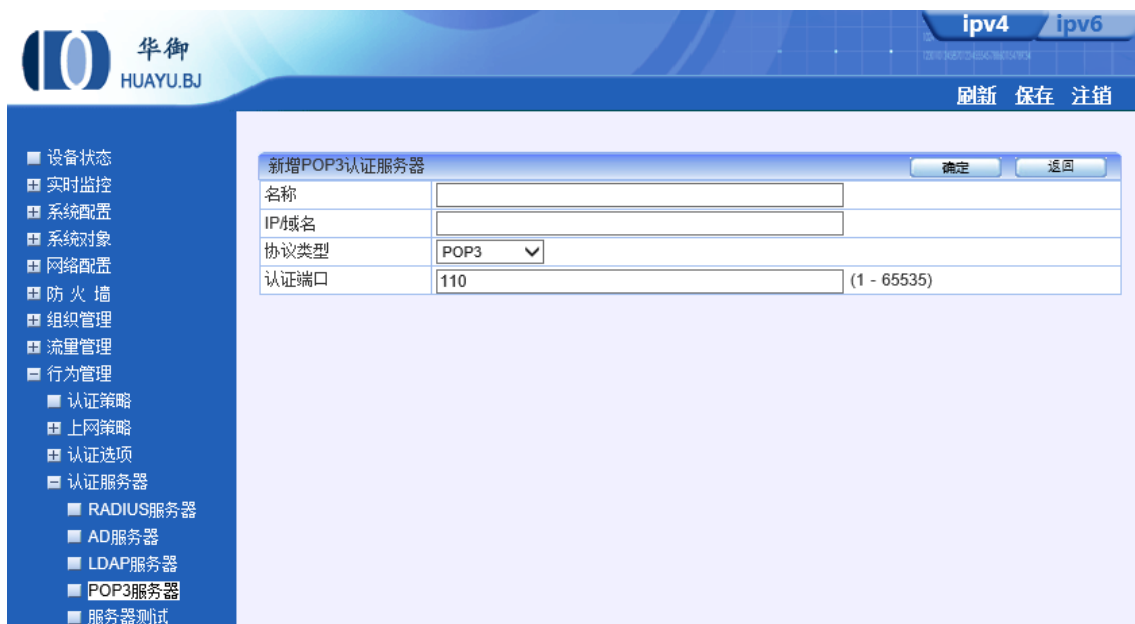 华御
HUAYU.BJ
ipv4 ipv6
刷新 保存 注销
设备状态
实时监控
系统配置
系统对象
网络配置
防 火 墙
组织管理
流量管理
行为管理
认证策略
上网策略
认证选项
认证服务器
RADIUS服务器
AD服务器
LDAP服务器
POP3服务器
服务器测试
新增POP3认证服务器 确定 返回
名称
IP/域名
协议类型 POP3
认证端口 110 (1 - 65535)